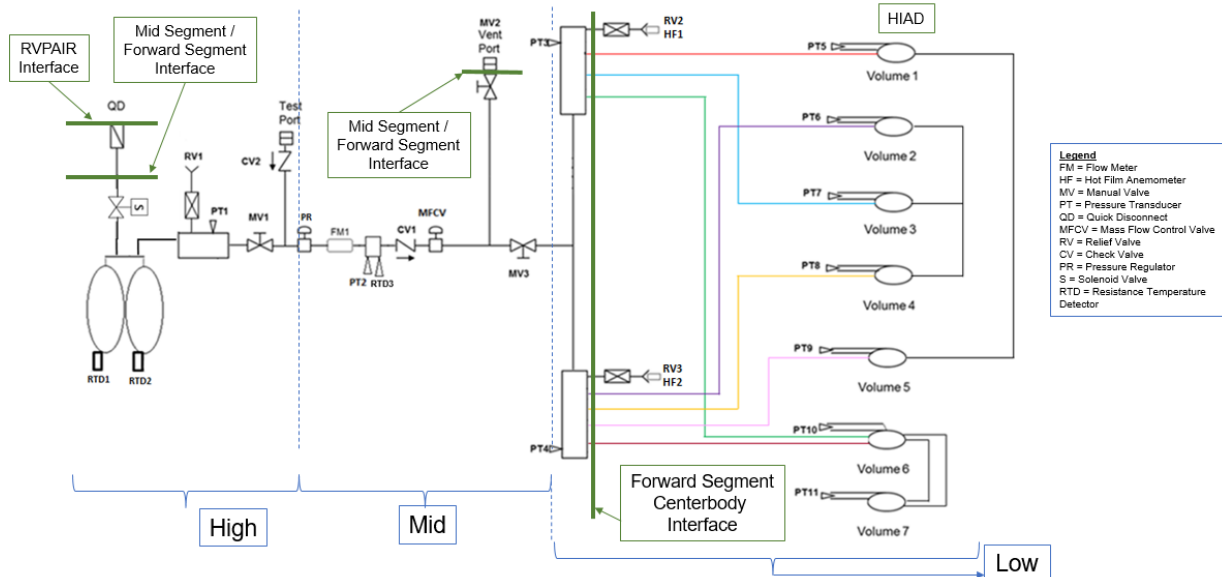 RVPAIR
Interface
Mid Segment /
Forward Segment
Interface
QD
S
RV1
PT1
MV1
Test
Port
CV2
RTD1
RTD2
PR
FM1
PT2
RTD3
CV1
MFCV
MV2
Vent
Port
Mid Segment /
Forward Segment
Interface
MV3
PT3
RV2
HF1
PT4
RV3
HF2
HIAD
PT5
Volume 1
PT6
Volume 2
PT7
Volume 3
PT8
Volume 4
PT9
Volume 5
PT10
Volume 6
PT11
Volume 7
Forward Segment
Centerbody
Interface
High
Mid
Low
Legend
FM = Flow Meter
HF = Hot Film Anemometer
MV = Manual Valve
PT = Pressure Transducer
QD = Quick Disconnect
MFCV = Mass Flow Control Valve
RV = Relief Valve
CV = Check Valve
PR = Pressure Regulator
S = Solenoid Valve
RTD = Resistance Temperature
Detector